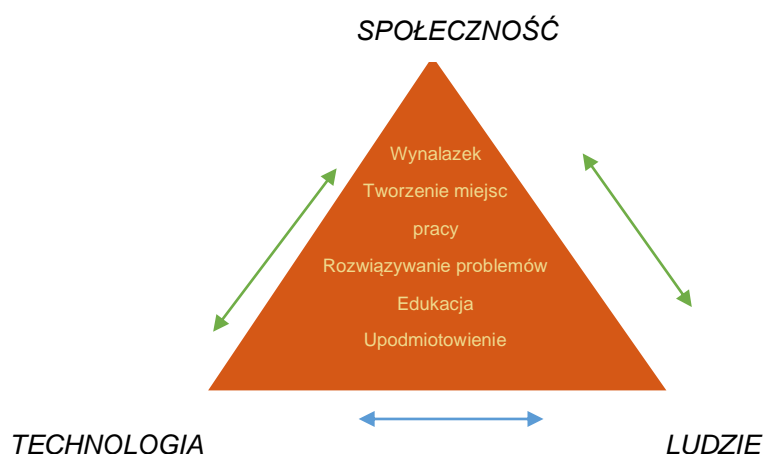 SPOŁECZNOŚĆ
Wynalazek
Tworzenie miejsc
pracy
Rozwiązywanie problemów
Edukacja
Upodmiotowienie
TECHNOLOGIA
LUDZIE